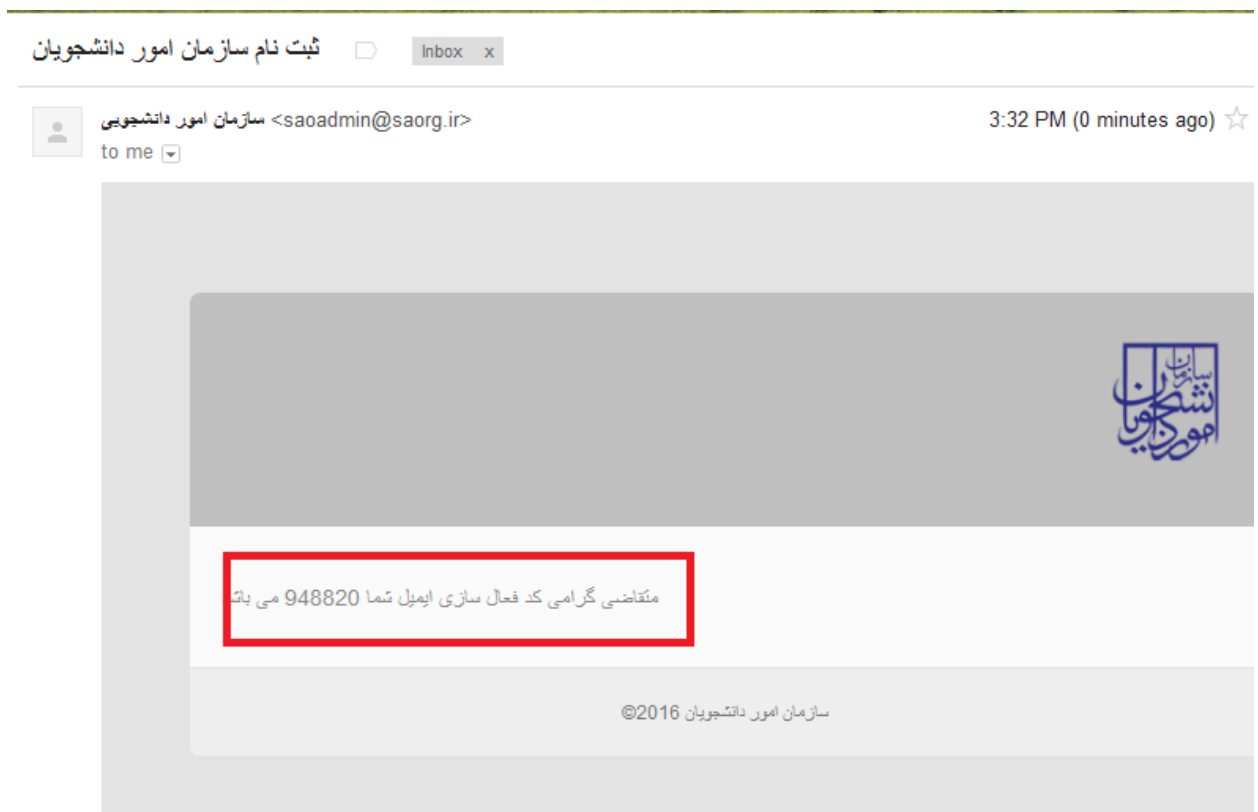 ثبت نام سازمان امور دانشجویان
Inbox x
سازمان امور دانشجویی <saoadmin@saorg.ir>
3:32 PM (0 minutes ago)
to me
سازمان
امور دانشجویان
متقاضی گرامی کد فعال سازی ایمیل شما 948820 می باشد
سازمان امور دانشجویان 2016©